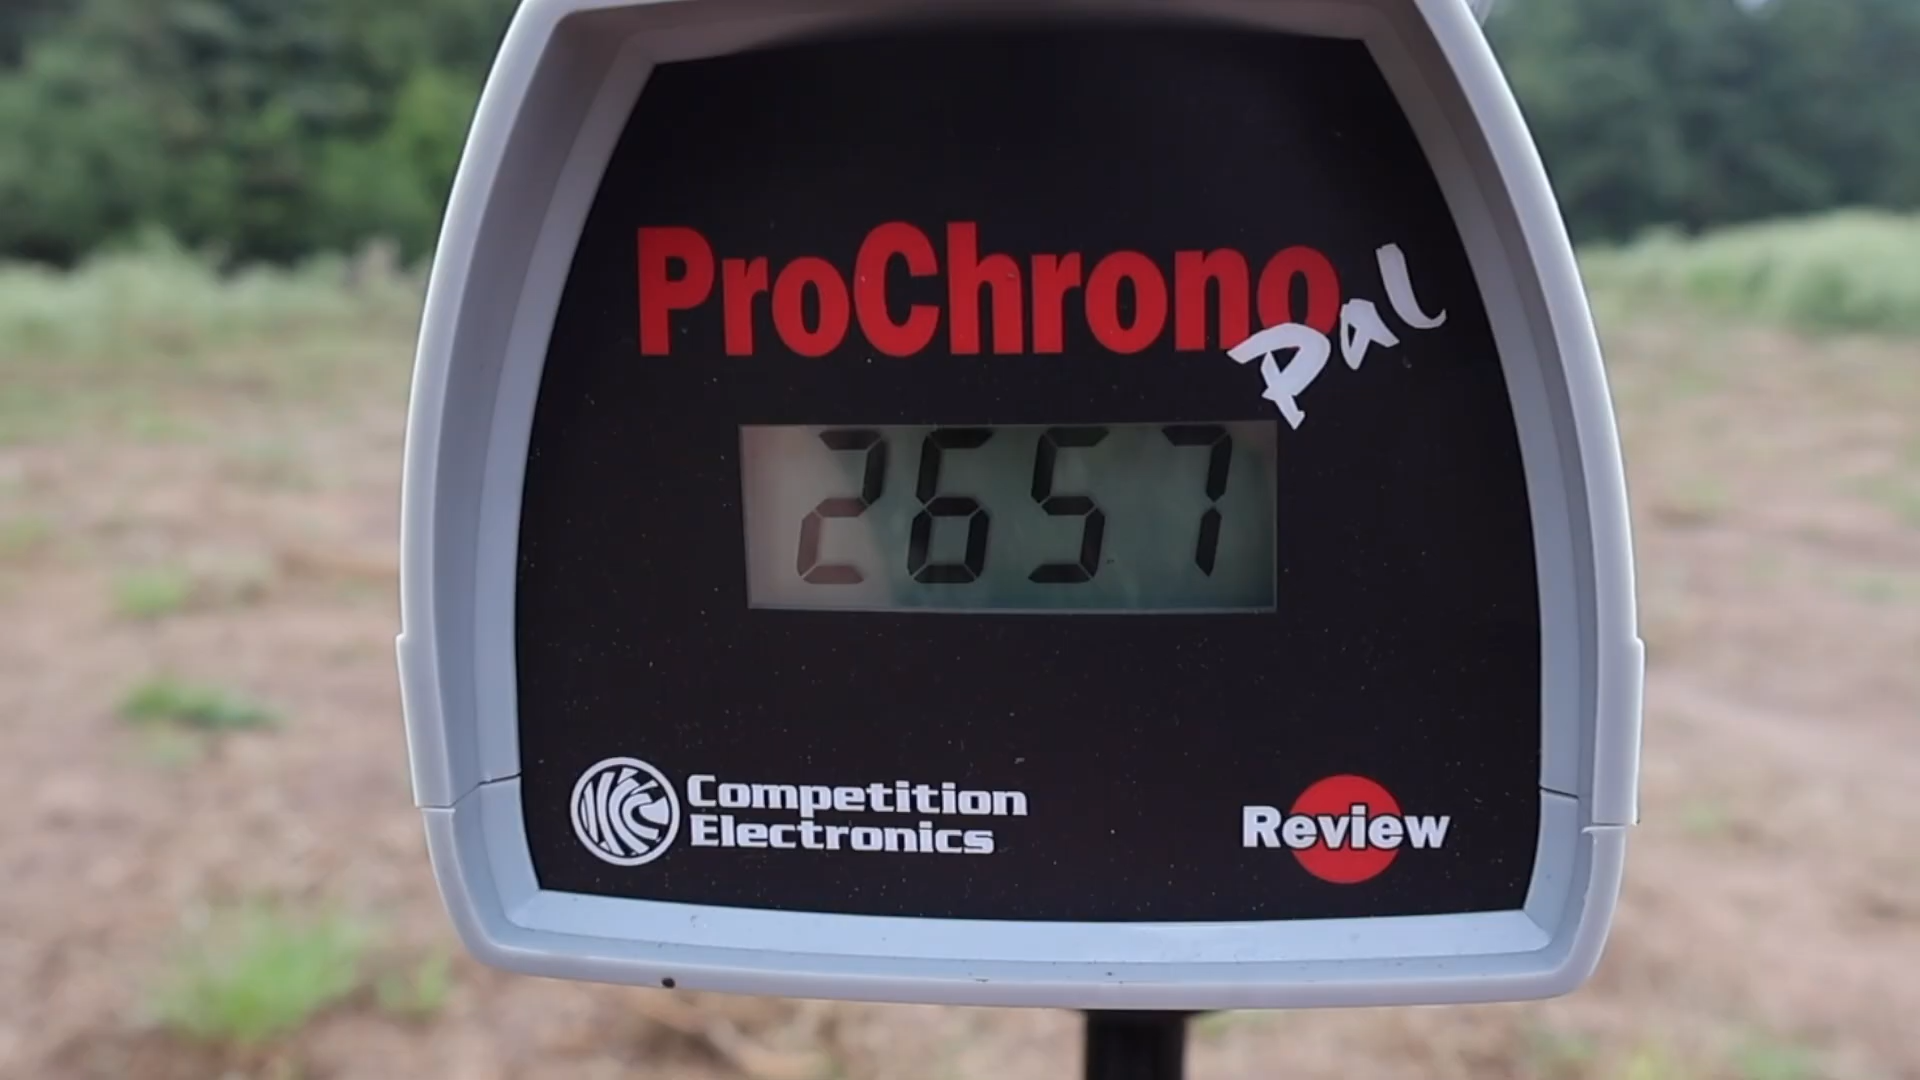 ProChrono
Pal
2657
Competition
Electronics
Review